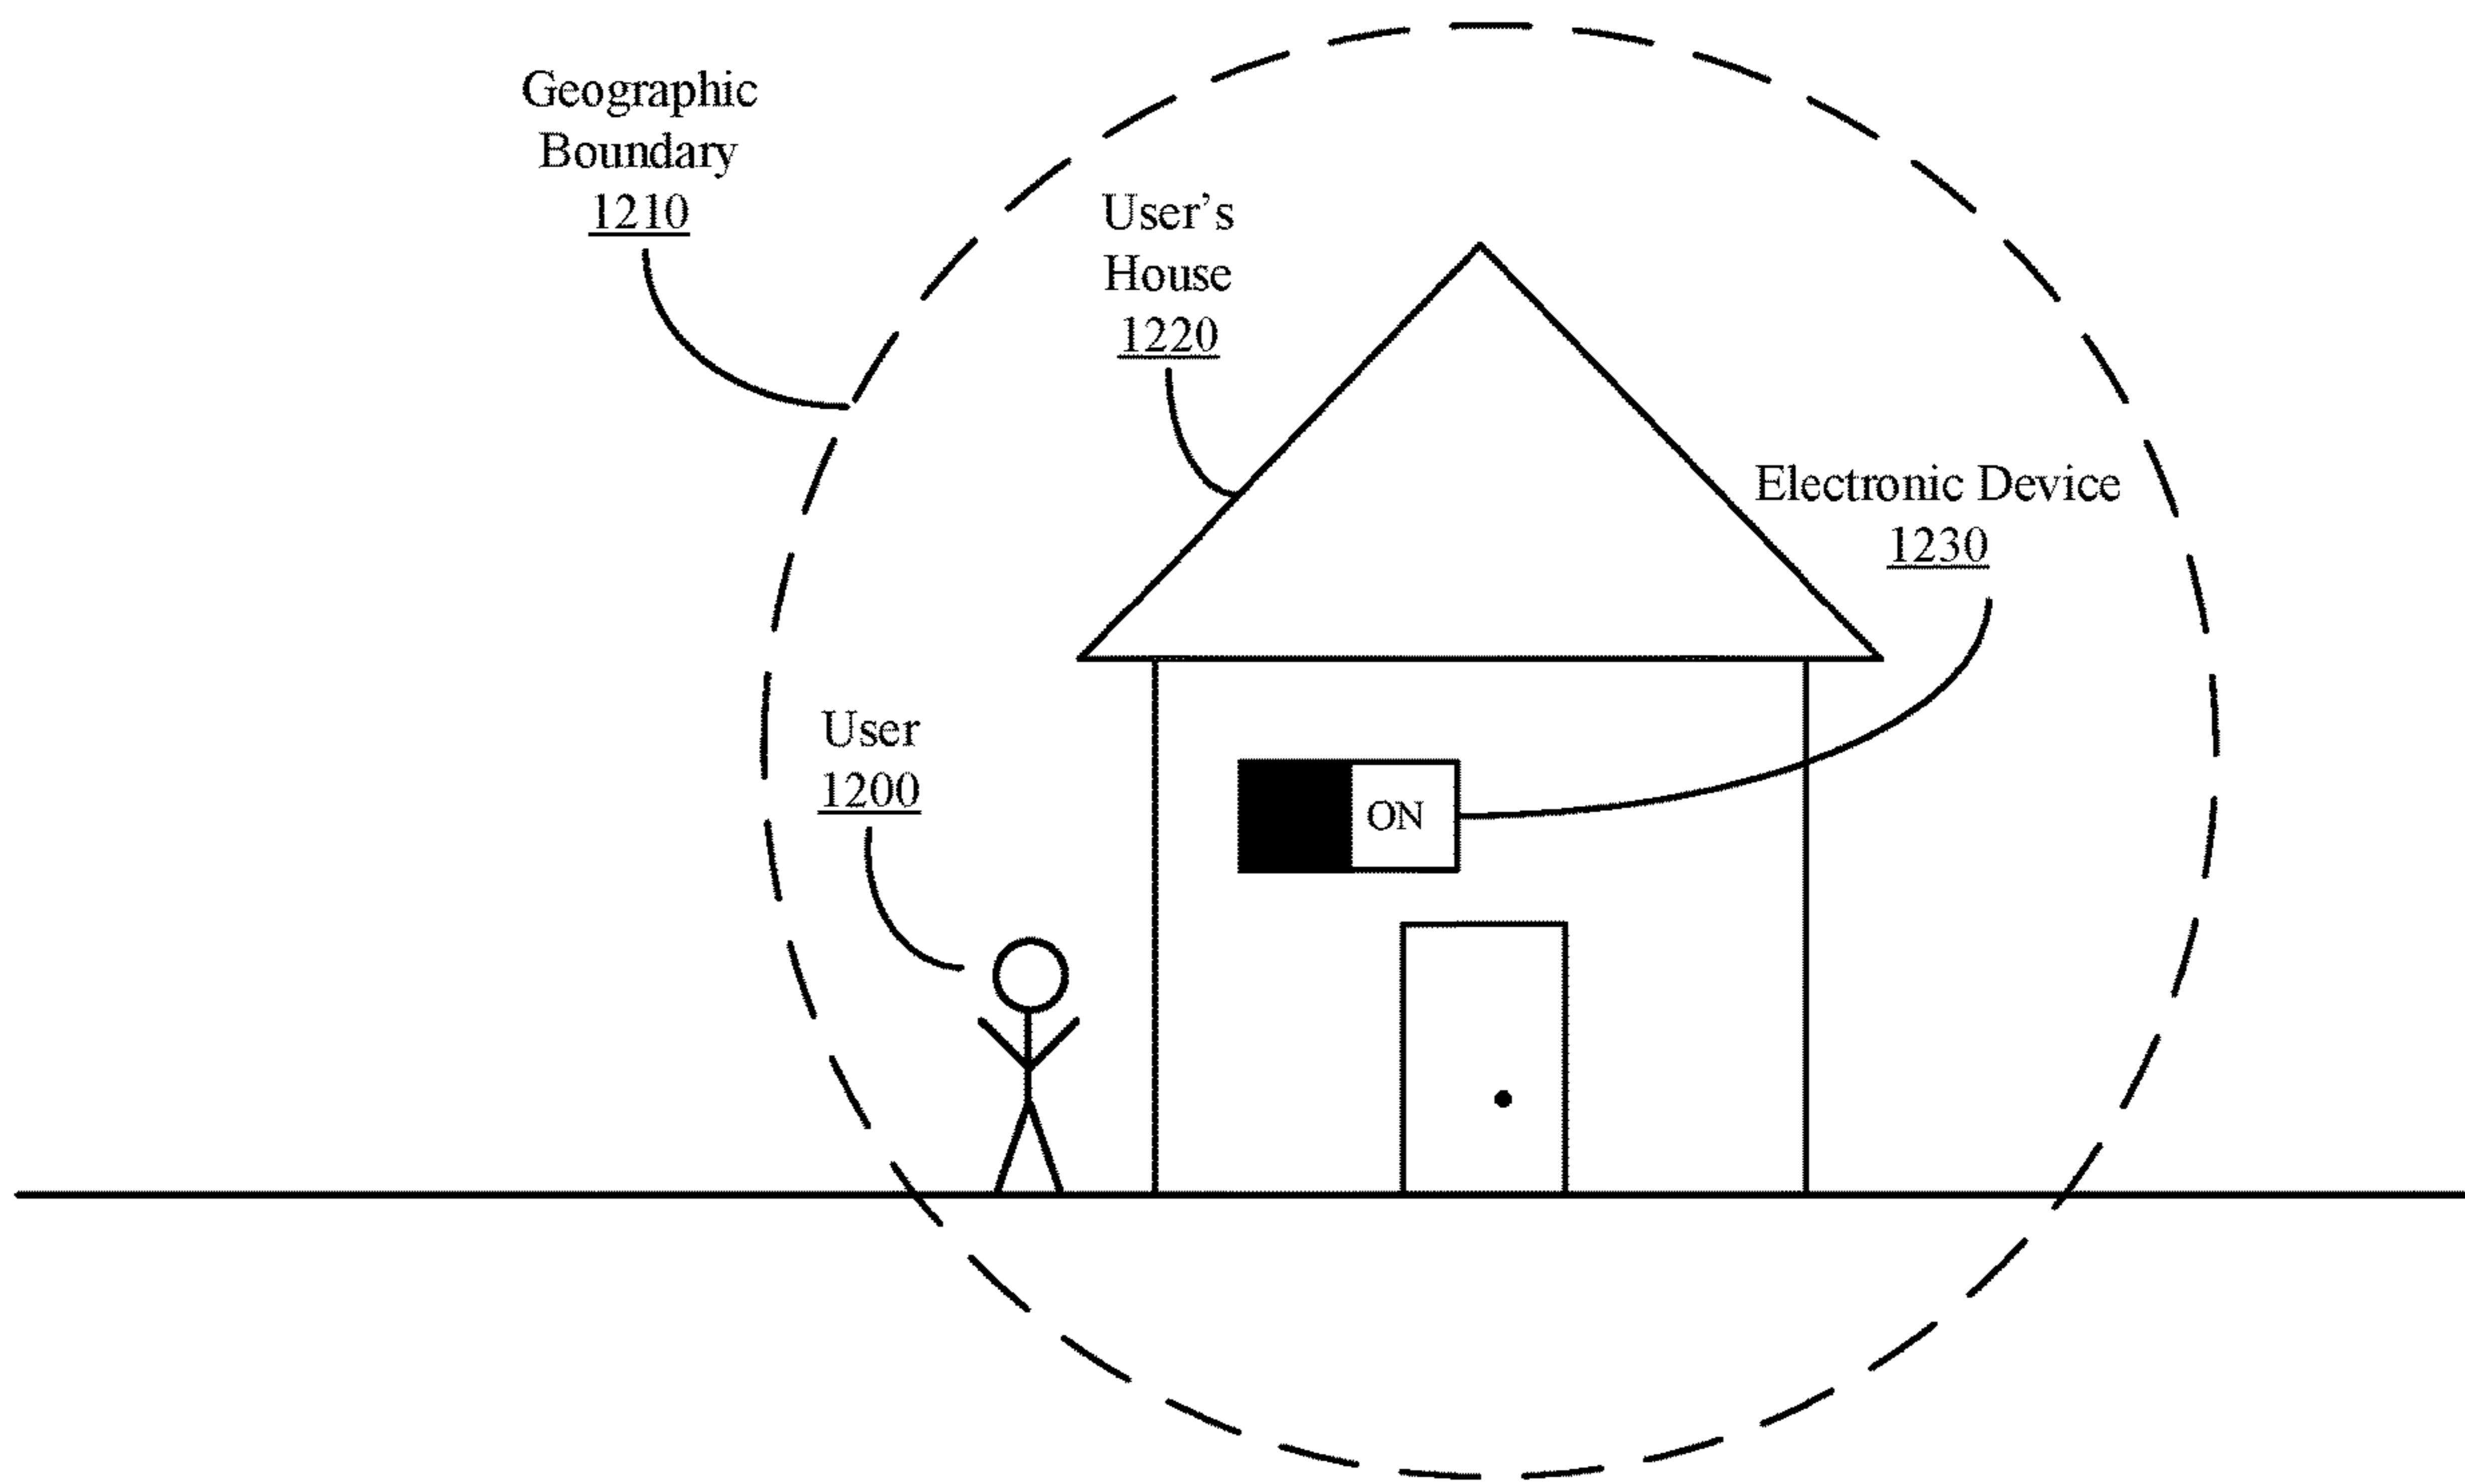 Geographic
Boundary
1210
User's
House
1220
Electronic Device
1230
User
1200
ON